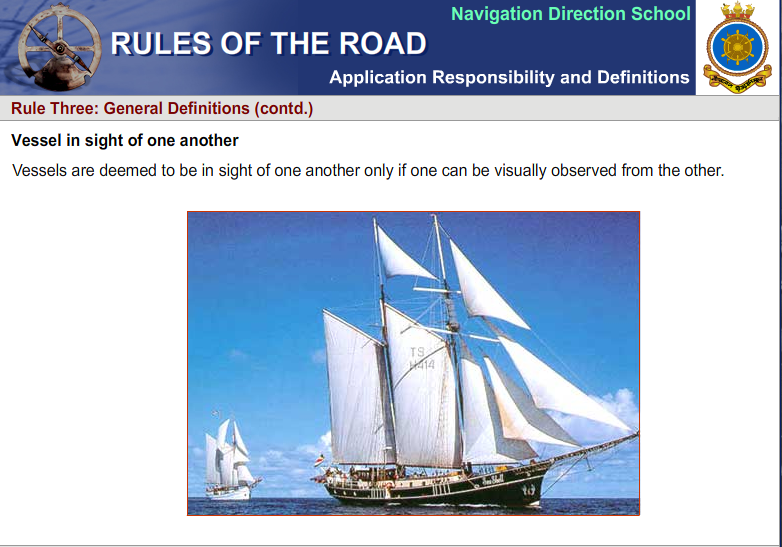 Navigation Direction School
RULES OF THE ROAD
Application Responsibility and Definitions
Rule Three: General Definitions (contd.)
Vessel in sight of one another
Vessels are deemed to be in sight of one another only if one can be visually observed from the other.
TS
H414